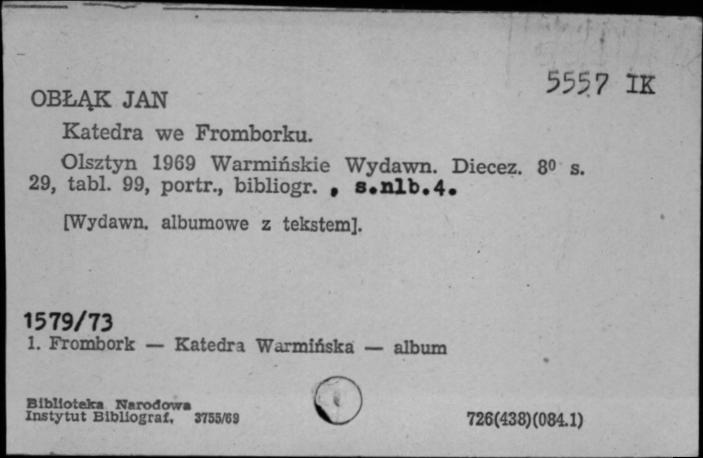 5557 IK
OBŁĄK JAN
Katedra we Fromborku.
Olsztyn 1969 Warmińskie Wydawn. Diecez. 8⁰ s.
29, tabl. 99, portr., bibliogr. , s.nlb.4.
[Wydawn. albumowe z tekstem].
1579/73
1. Frombork — Katedra Warmińska — album
Biblioteka Narodowa
Instytut Bibliograf. 3755/69
726(438)(084.1)